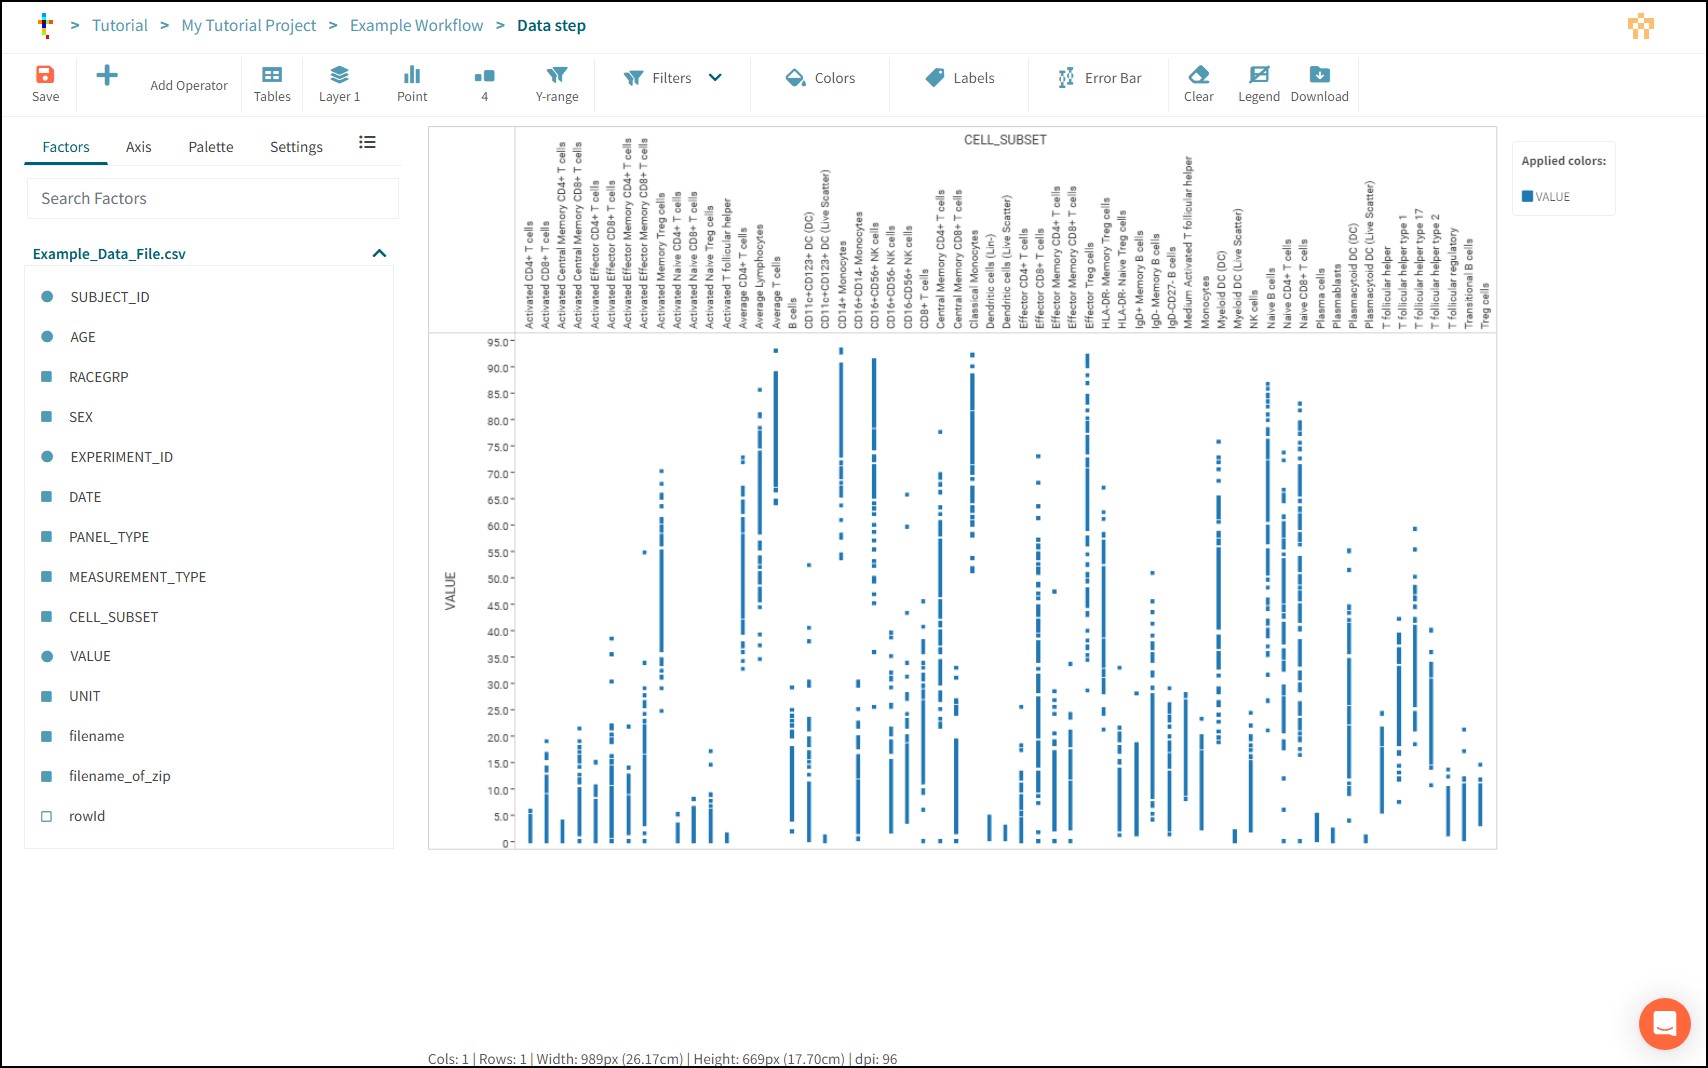 > Tutorial > My Tutorial Project > Example Workflow > Data step
Save
Add Operator
Tables
Layer 1
Point
4
Y-range
Filters
Colors
Labels
Error Bar
Clear
Legend
Download
Factors
Axis
Palette
Settings
Search Factors
Example_Data_File.csv
SUBJECT_ID
AGE
RACEGRP
SEX
EXPERIMENT_ID
DATE
PANEL_TYPE
MEASUREMENT_TYPE
CELL_SUBSET
VALUE
UNIT
filename
filename_of_zip
rowId
CELL_SUBSET
Activated CD4+ T cells
Activated CD8+ T cells
Activated Central Memory CD4+ T cells
Activated Central Memory CD8+ T cells
Activated Effector CD4+ T cells
Activated Effector CD8+ T cells
Activated Effector Memory CD4+ T cells
Activated Effector Memory CD8+ T cells
Activated Memory Treg cells
Activated Naive CD4+ T cells
Activated Naive CD8+ T cells
Activated Naive Treg cells
Activated T follicular helper
Average CD4+ T cells
Average Lymphocytes
Average T cells
B cells
CD11c+CD123+ DC (DC)
CD11c+CD123+ DC (Live Scatter)
CD14+ Monocytes
CD16+CD14- Monocytes
CD16+CD56+ NK cells
CD16+CD56- NK cells
CD16-CD56+ NK cells
CD8+ T cells
Central Memory CD4+ T cells
Central Memory CD8+ T cells
Classical Monocytes
Dendritic cells (Lin-)
Dendritic cells (Live Scatter)
Effector CD4+ T cells
Effector CD8+ T cells
Effector Memory CD4+ T cells
Effector Memory CD8+ T cells
Effector Treg cells
HLA-DR- Memory Treg cells
HLA-DR- Naive Treg cells
IgD+ Memory B cells
IgD- Memory B cells
IgD-CD27- B cells
Medium Activated T follicular helper
Monocytes
Myeloid DC (DC)
Myeloid DC (Live Scatter)
NK cells
Naive B cells
Naive CD4+ T cells
Naive CD8+ T cells
Plasma cells
Plasmablasts
Plasmacytoid DC (DC)
Plasmacytoid DC (Live Scatter)
T follicular helper
T follicular helper type 1
T follicular helper type 17
T follicular helper type 2
T follicular regulatory
Transitional B cells
Treg cells
VALUE
95.0
90.0
85.0
80.0
75.0
70.0
65.0
60.0
55.0
50.0
45.0
40.0
35.0
30.0
25.0
20.0
15.0
10.0
5.0
0
Applied colors:
VALUE
Cols: 1 | Rows: 1 | Width: 989px (26.17cm) | Height: 669px (17.70cm) | dpi: 96